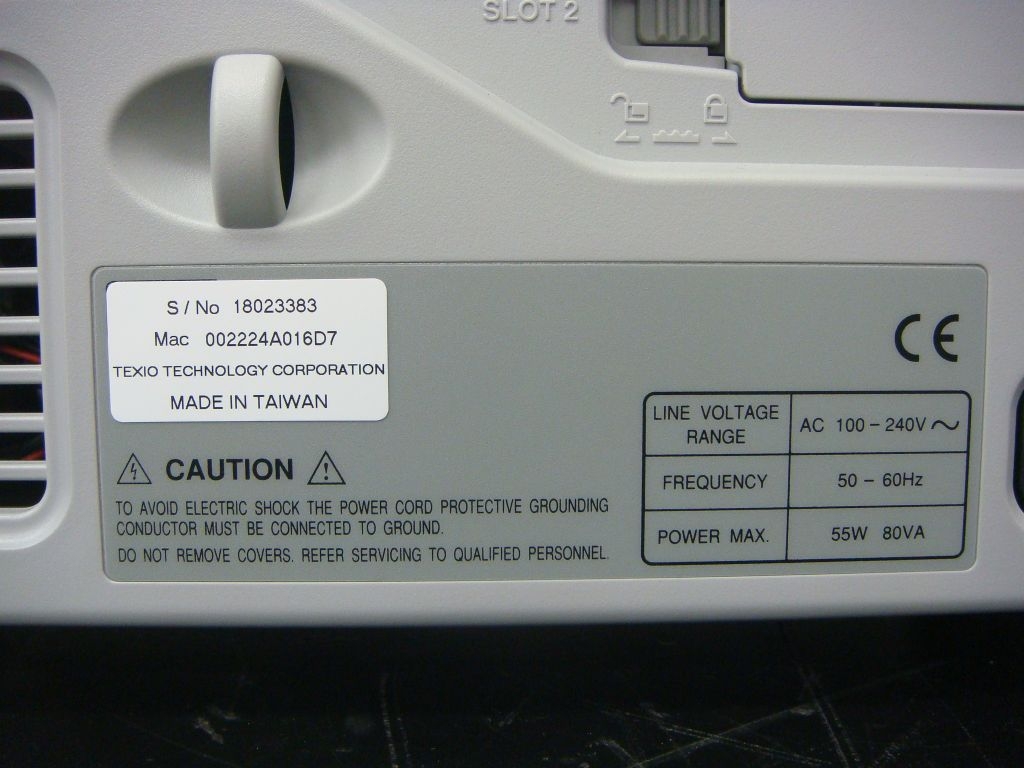 SLOT 2
S/No 18023383
Mac 002224A016D7
TEXIO TECHNOLOGY CORPORATION
MADE IN TAIWAN
CE
LINE VOLTAGE RANGE AC 100 – 240V ~
FREQUENCY 50 – 60Hz
POWER MAX. 55W 80VA
CAUTION
TO AVOID ELECTRIC SHOCK THE POWER CORD PROTECTIVE GROUNDING
CONDUCTOR MUST BE CONNECTED TO GROUND.
DO NOT REMOVE COVERS. REFER SERVICING TO QUALIFIED PERSONNEL.